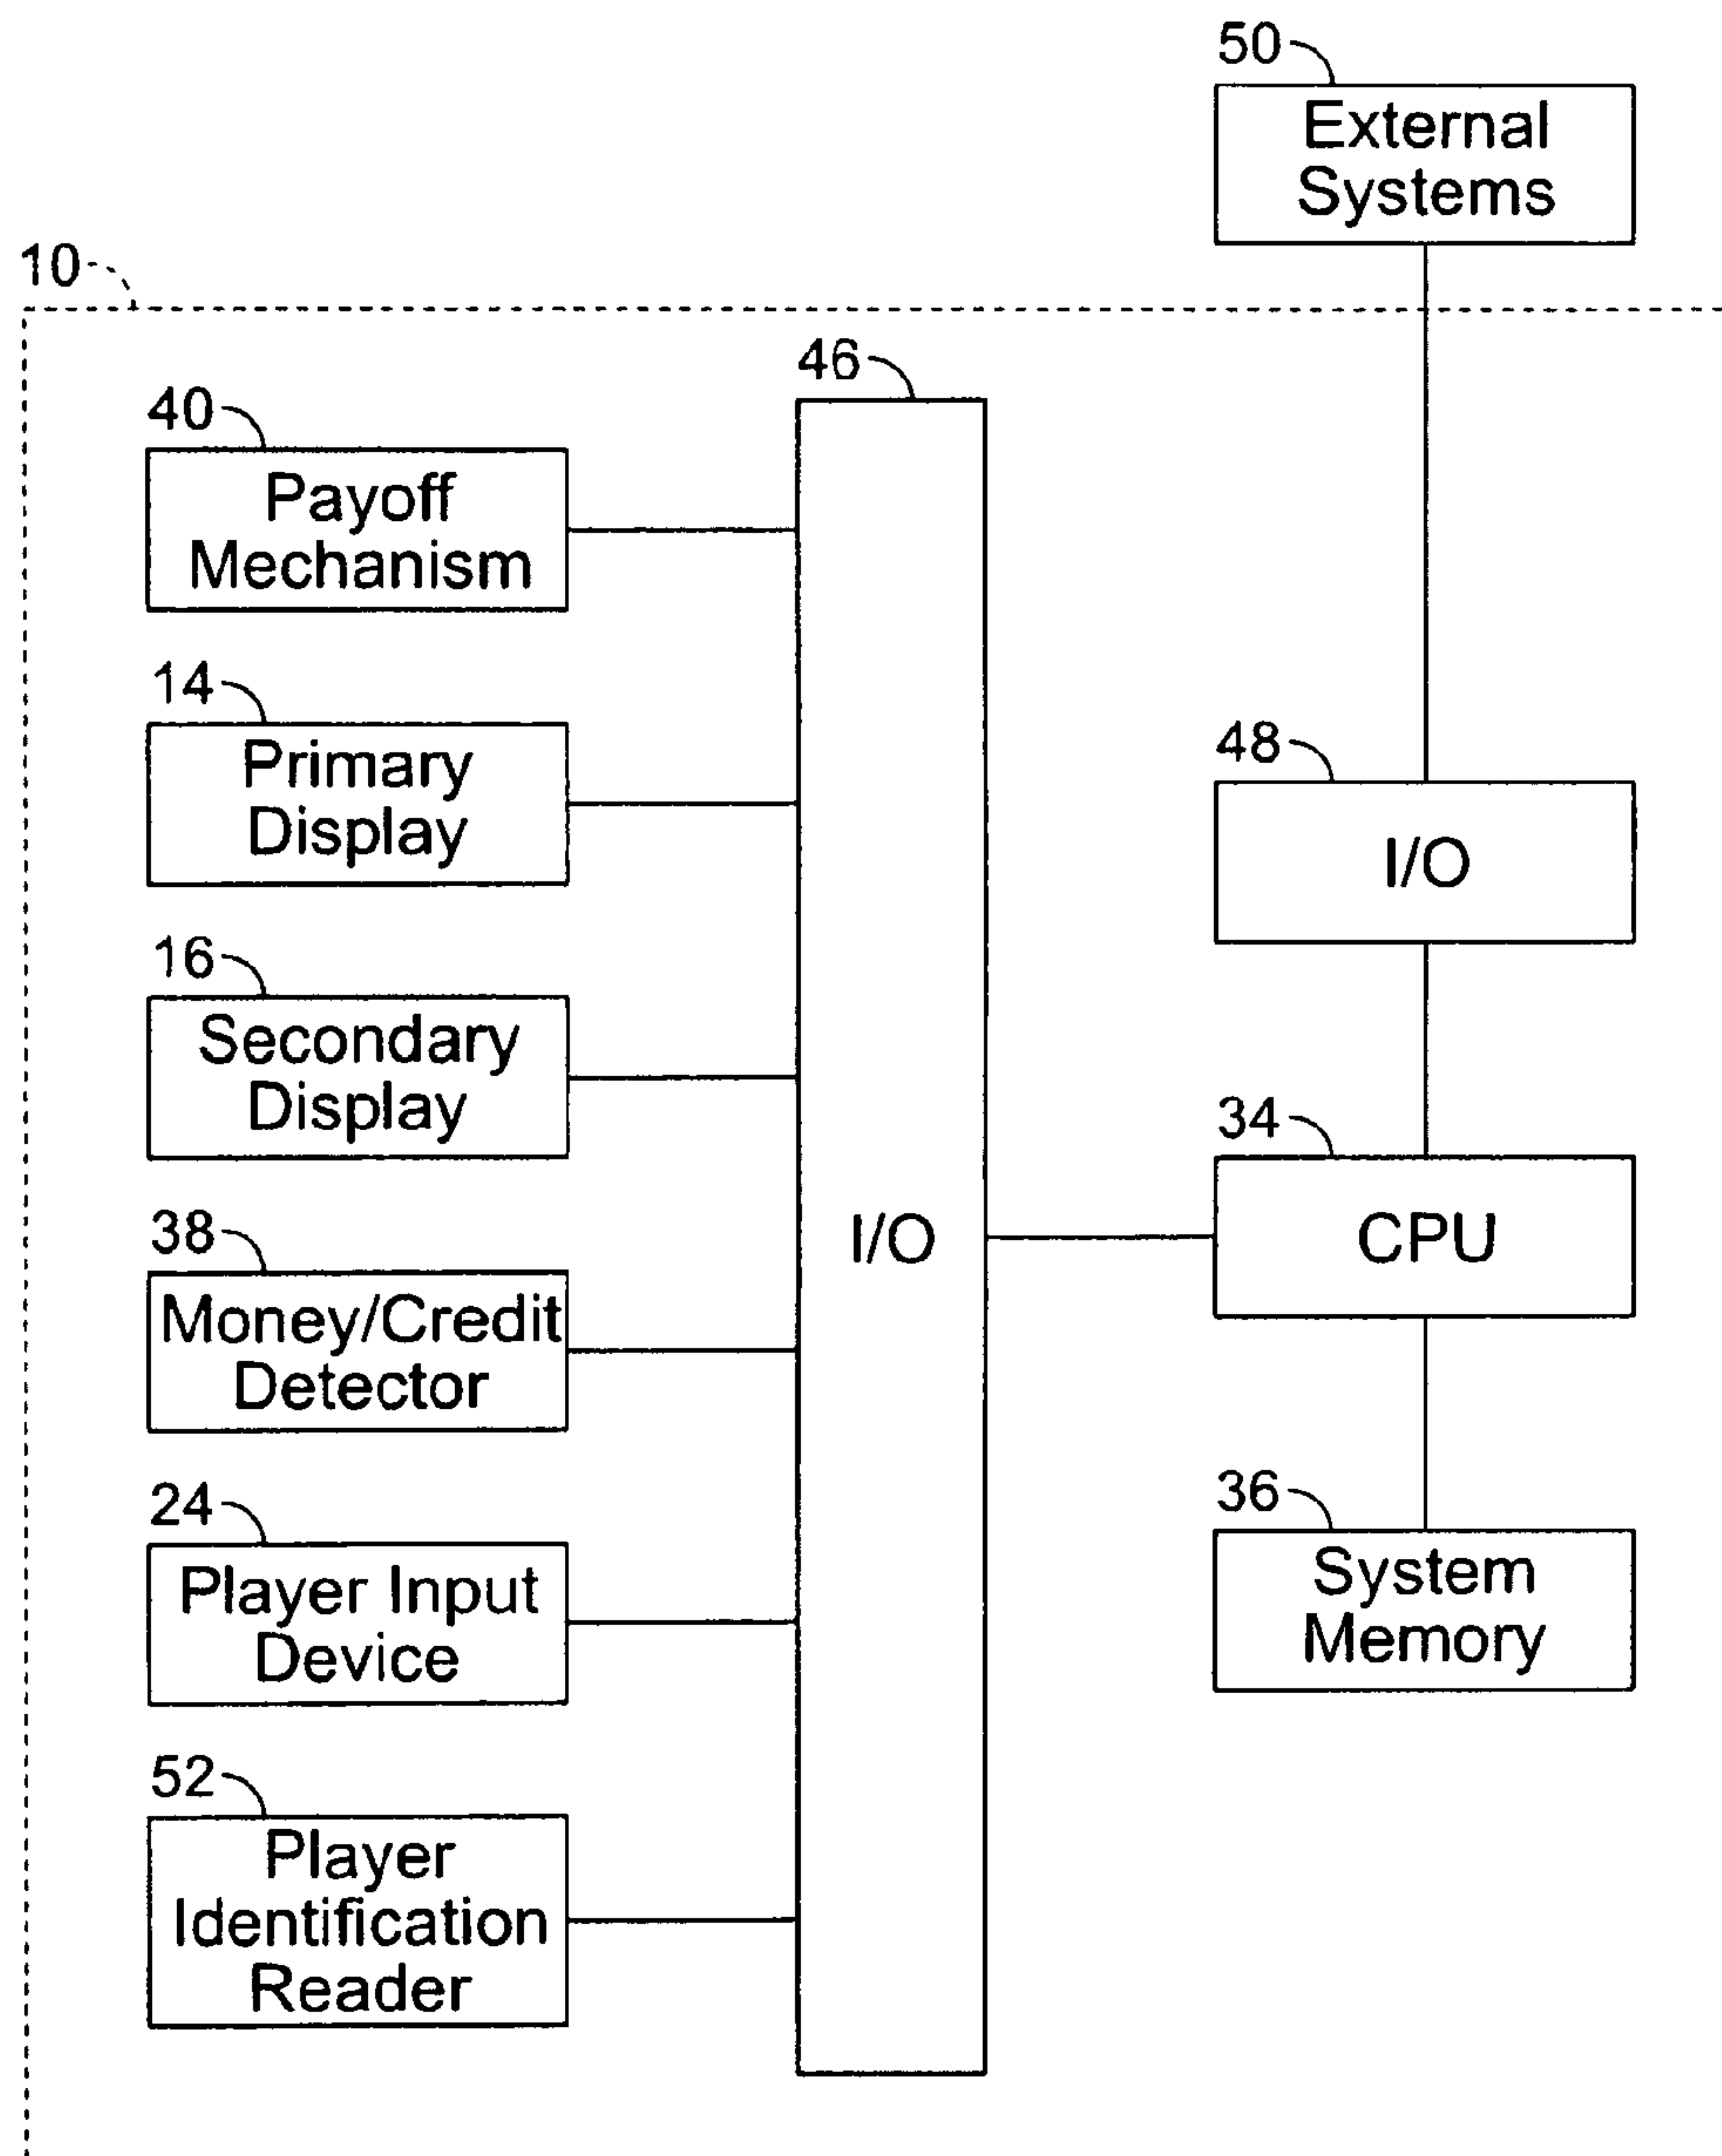 50
External
Systems
10
46
40
Payoff
Mechanism
14
Primary
Display
48
I/O
16
Secondary
Display
34
CPU
38
Money/Credit
Detector
I/O
36
System
Memory
24
Player Input
Device
52
Player
Identification
Reader